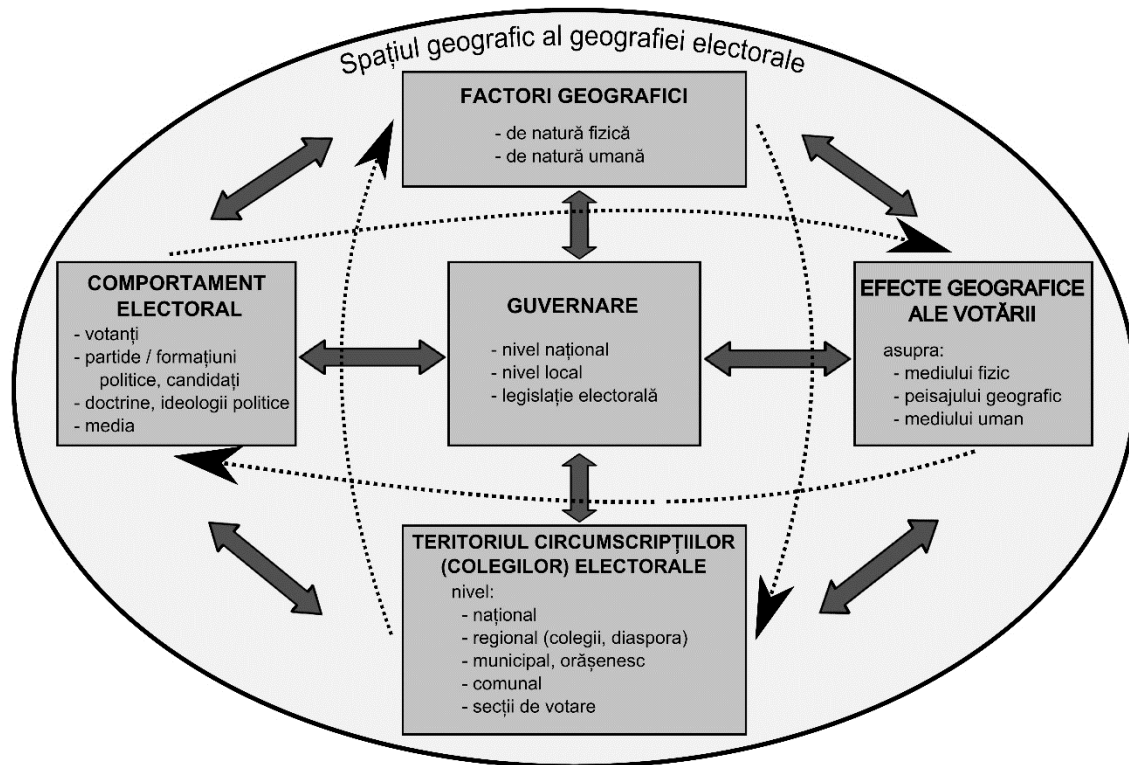 Spațiul geografic al geografiei electorale
FACTORI GEOGRAFICI
- de natură fizică
- de natură umană
COMPORTAMENT
ELECTORAL
- votanți
- partide / formațiuni
politice, candidați
- doctrine, ideologii politice
- media
GUVERNARE
- nivel național
- nivel local
- legislație electorală
EFECTE GEOGRAFICE
ALE VOTĂRII
asupra:
- mediului fizic
- peisajului geografic
- mediului uman
TERITORIUL CIRCUMSCRIPȚIILOR
(COLEGILOR) ELECTORALE
nivel:
- național
- regional (colegii, diaspora)
- municipal, orășenesc
- comunal
- secții de votare